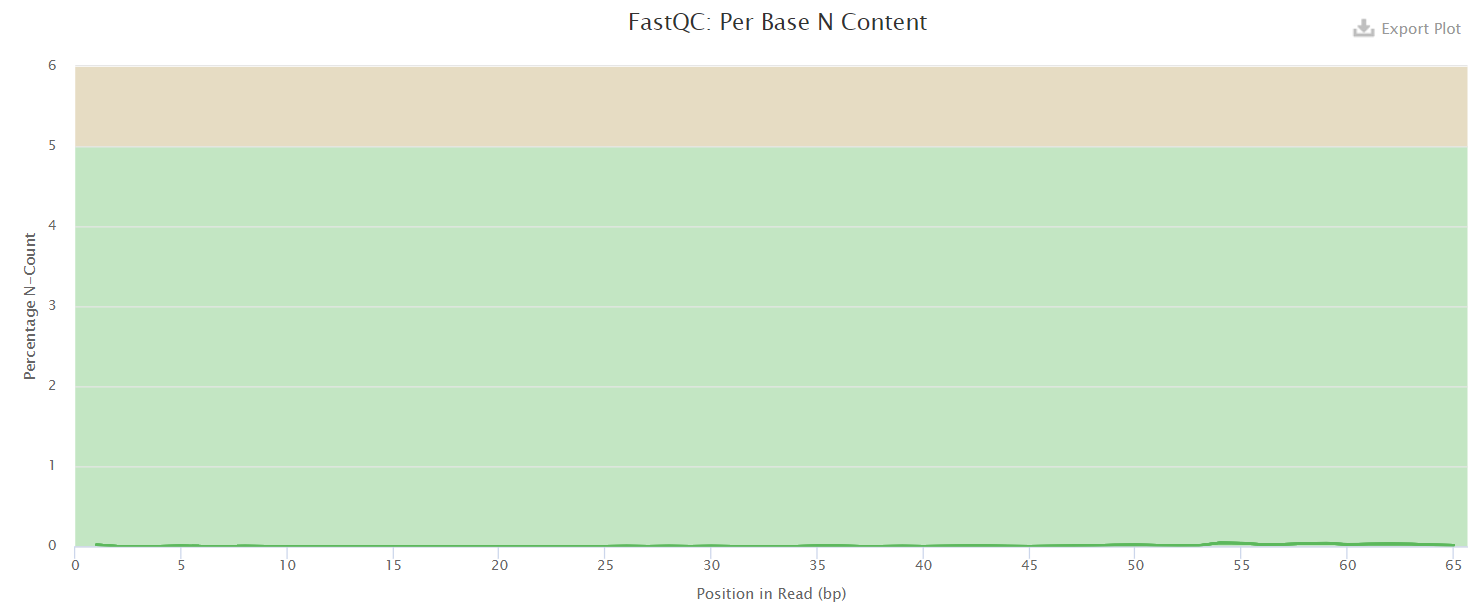 FastQC: Per Base N Content
Export Plot
6
5
4
3
2
1
0
Percentage N-Count
0 5 10 15 20 25 30 35 40 45 50 55 60 65
Position in Read (bp)